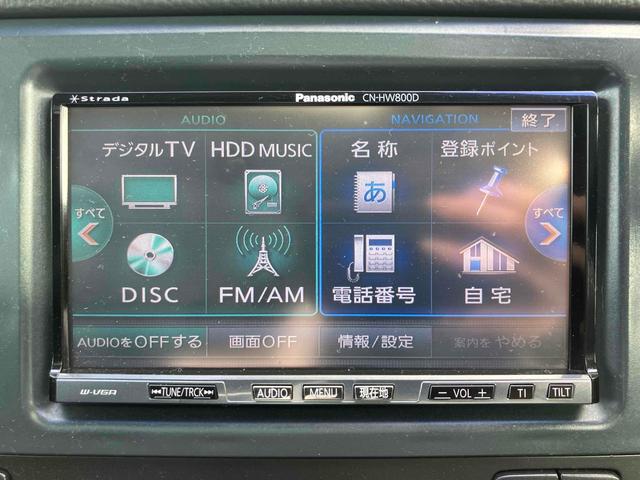 Strada Panasonic CN-HW800D
AUDIO NAVIGATION 終了
デジタルTV HDD MUSIC 名称 登録ポイント
すべて あ すべて
DISC FM/AM 電話番号 自宅
AUDIOをOFFする 画面OFF 情報/設定 案内を やめる
W-VGA TUNE/TRCK AUDIO MENU 現在地 − VOL + TI TILT